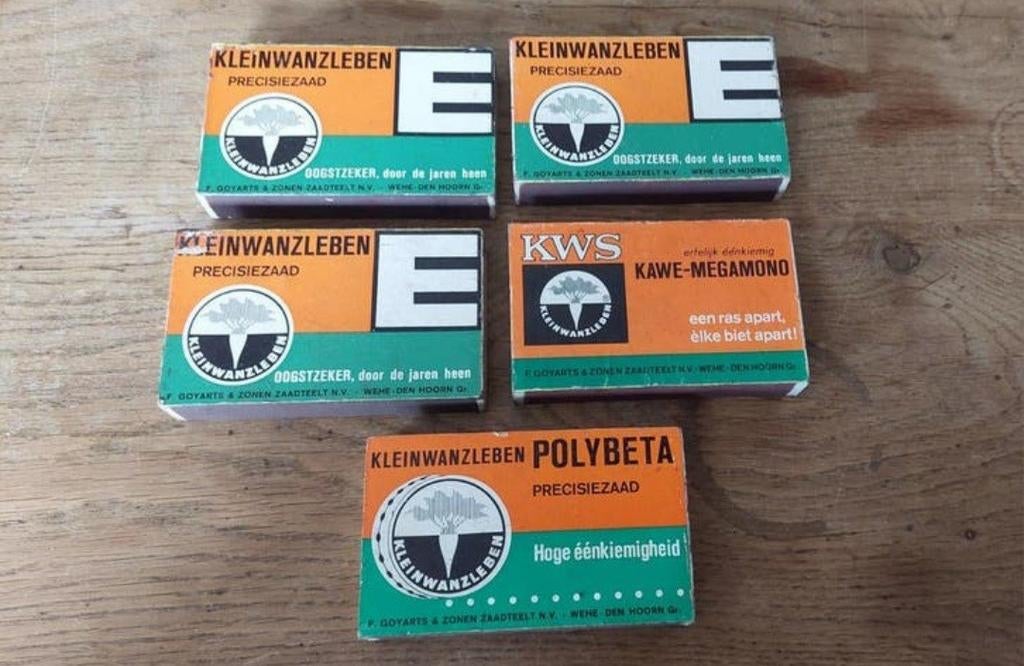 KLEINWANZLEBEN
E
PRECISIEZAAD
KLEINWANZLEBEN
OOGSTZEKER, door de jaren heen
F. GOYARTS & ZONEN ZAADTEELT N.V. - WEHE-DEN HOORN Gr.
KLEINWANZLEBEN
E
PRECISIEZAAD
KLEINWANZLEBEN
OOGSTZEKER, door de jaren heen
F. GOYARTS & ZONEN ZAADTEELT N.V. - WEHE-DEN HOORN Gr.
KLEINWANZLEBEN
E
PRECISIEZAAD
KLEINWANZLEBEN
OOGSTZEKER, door de jaren heen
F. GOYARTS & ZONEN ZAADTEELT N.V. - WEHE-DEN HOORN Gr.
KWS
erfelijk éénkiemig
KAWE-MEGAMONO
KLEINWANZLEBEN
een ras apart,
èlke biet apart!
F. GOYARTS & ZONEN ZAADTEELT N.V. - WEHE-DEN HOORN Gr.
KLEINWANZLEBEN POLYBETA
PRECISIEZAAD
KLEINWANZLEBEN
Hoge éénkiemigheid
F. GOYARTS & ZONEN ZAADTEELT N.V. - WEHE-DEN HOORN Gr.